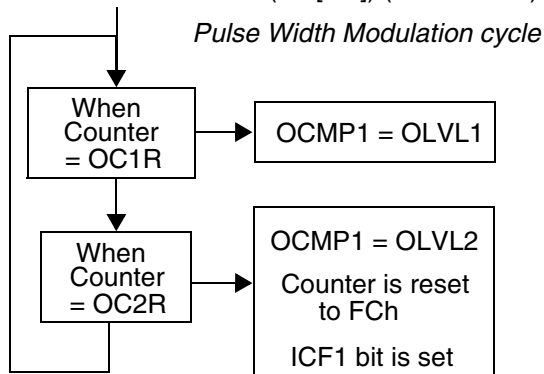 Pulse Width Modulation cycle
When
Counter
= OC1R
OCMP1 = OLVL1
When
Counter
= OC2R
OCMP1 = OLVL2
Counter is reset
to FCh
ICF1 bit is set